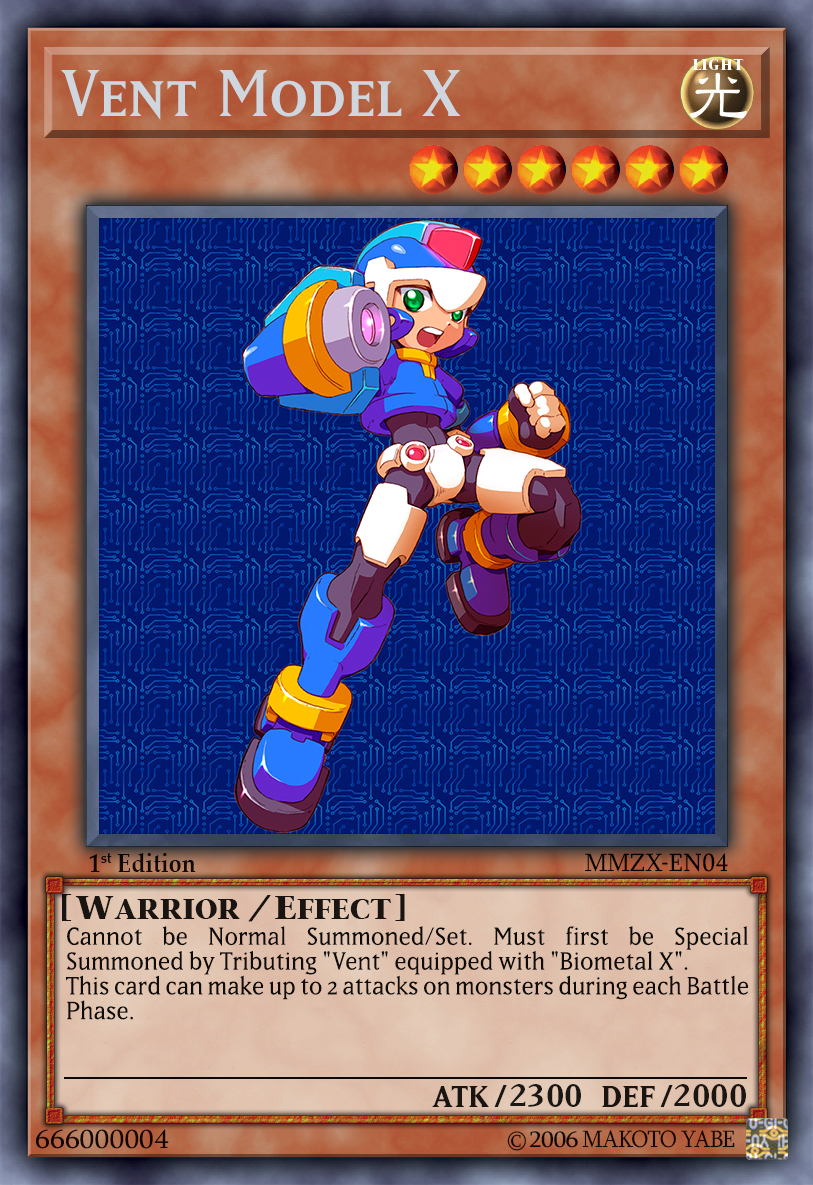 Vent Model X
LIGHT
光
1st Edition
MMZX-EN04
[Warrior / Effect]
Cannot be Normal Summoned/Set. Must first be Special
Summoned by Tributing "Vent" equipped with "Biometal X".
This card can make up to 2 attacks on monsters during each Battle
Phase.
ATK / 2300 DEF / 2000
666000004
© 2006 MAKOTO YABE